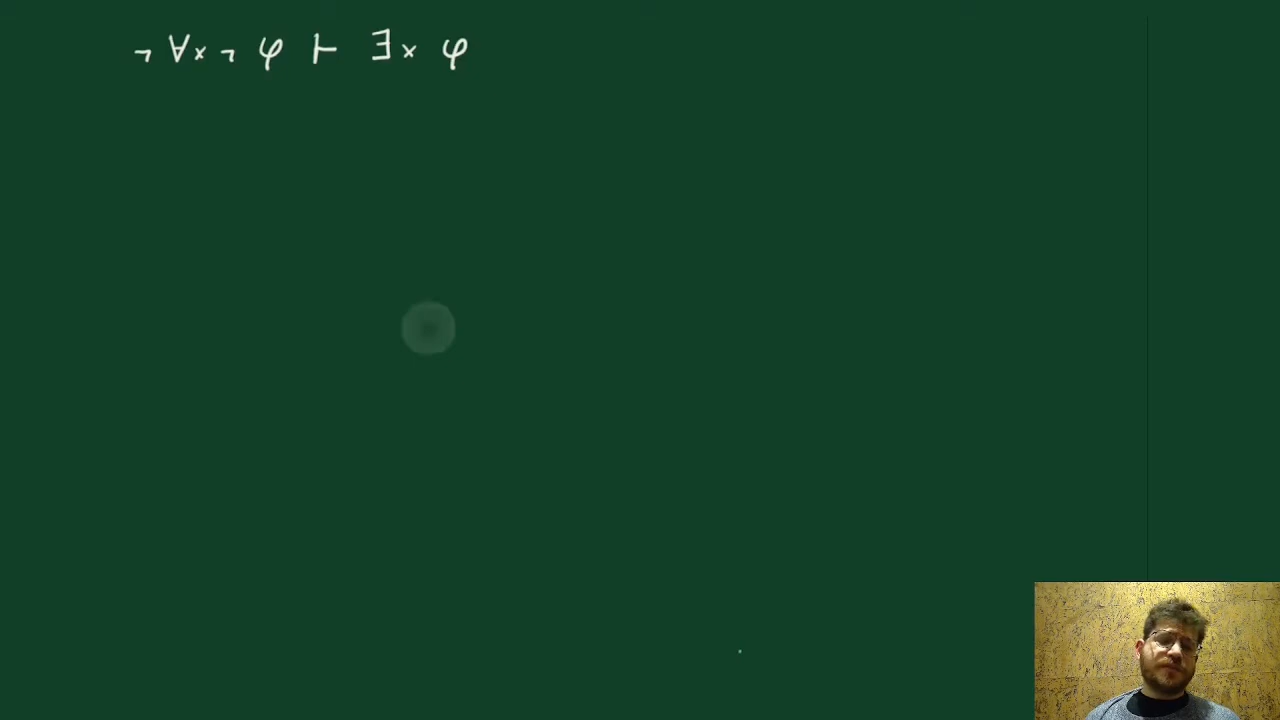 ¬ ∀x ¬ φ ⊢ ∃x φ